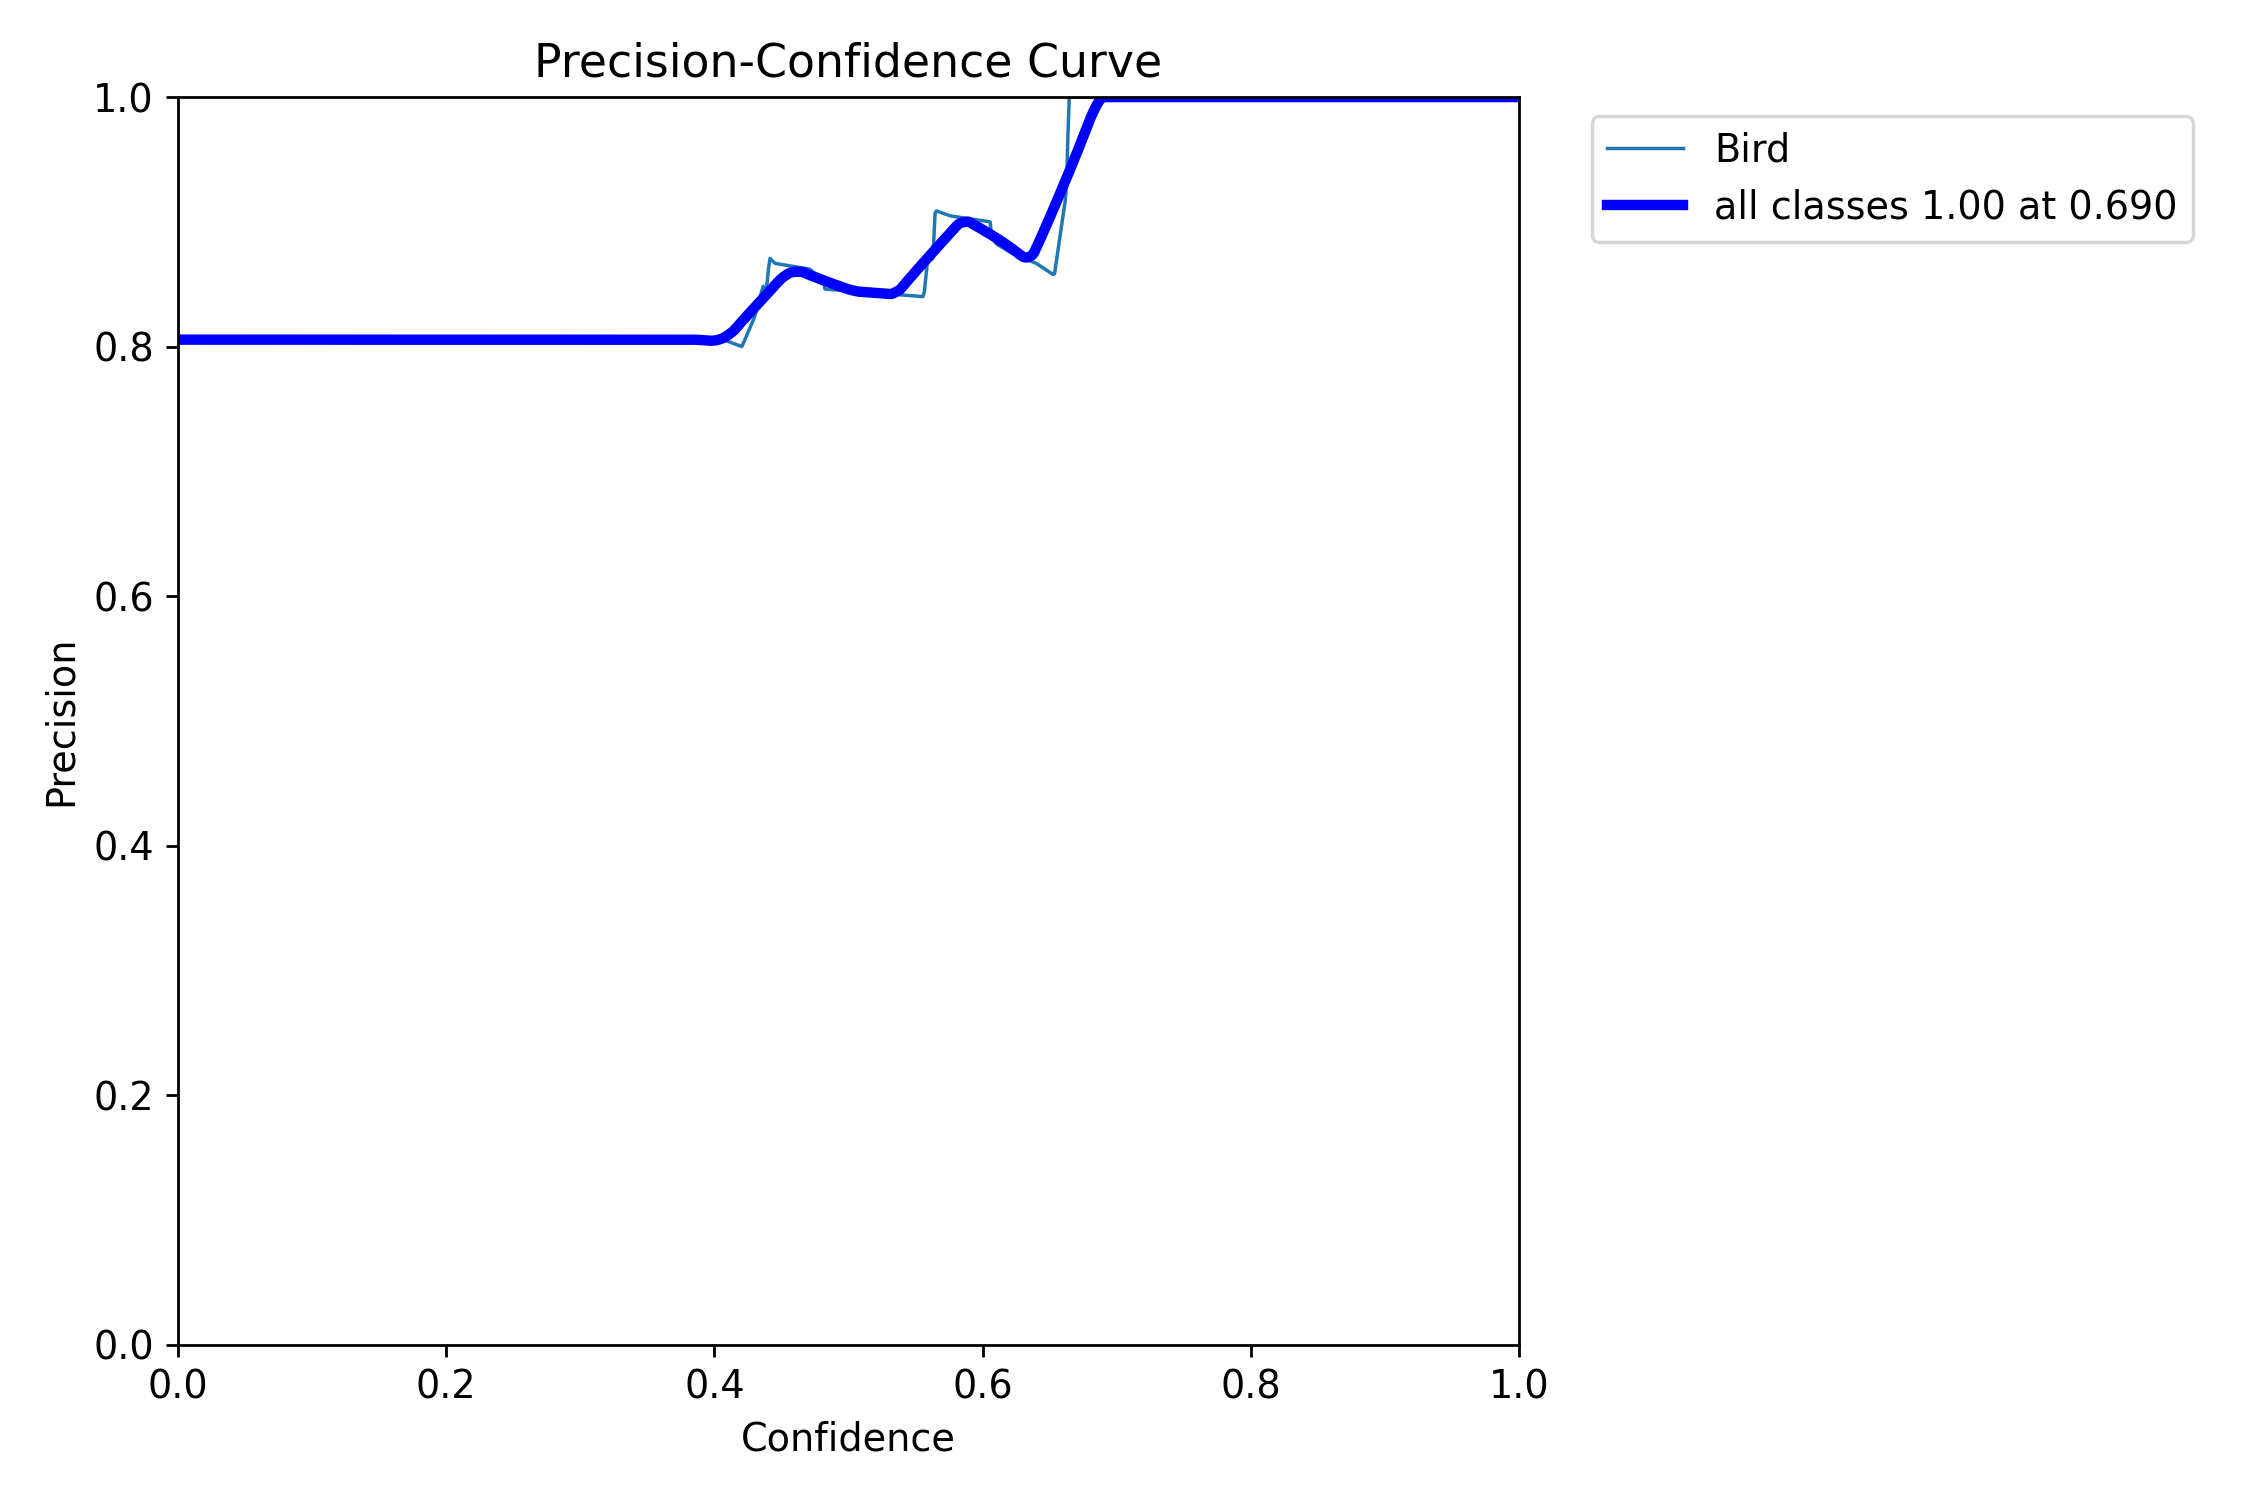 Precision-Confidence Curve
1.0
0.8
0.6
0.4
0.2
0.0
Precision
0.0 0.2 0.4 0.6 0.8 1.0
Confidence
Bird
all classes 1.00 at 0.690